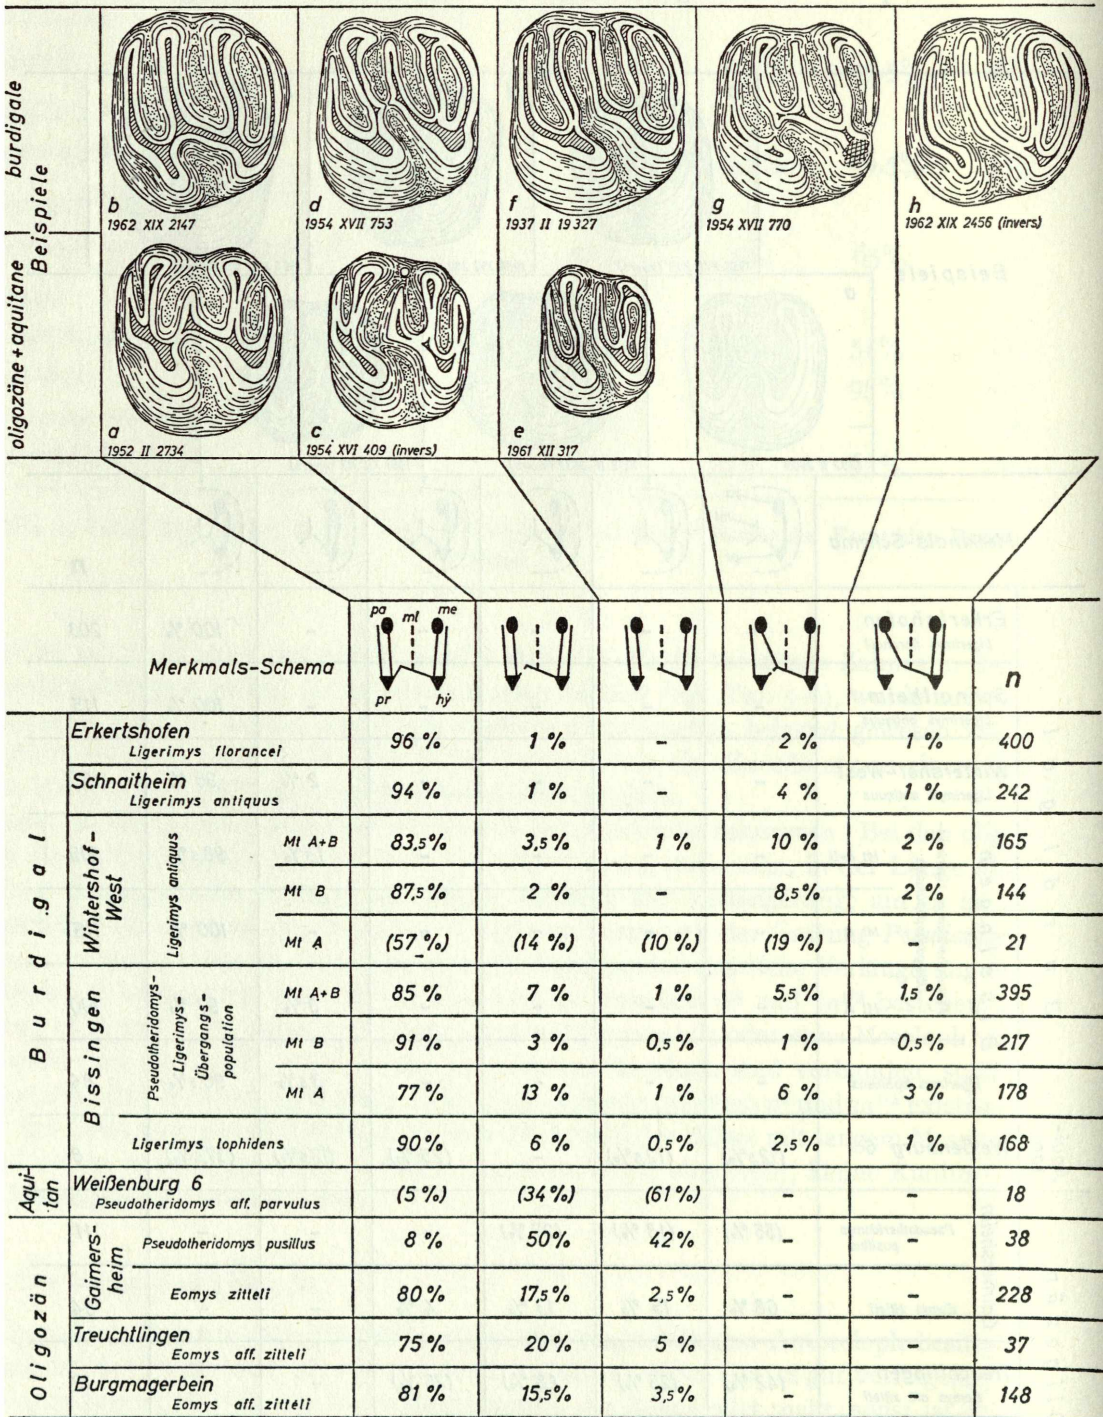 burdigale
Beispiele
oligozäne + aquitane
b
1962 XIX 2147
d
1954 XVII 753
f
1937 II 19 327
g
1954 XVII 770
h
1962 XIX 2456 (invers)
a
1952 II 2734
c
1954 XVI 409 (invers)
e
1961 XII 317
Merkmals-Schema
pa ml me
pr hy
n
Burdigal
Erkertshofen
Ligerimys florancei
96 % 1 % – 2 % 1 % 400
Schnaitheim
Ligerimys antiquus
94 % 1 % – 4 % 1 % 242
Wintershof-
West
Ligerimys antiquus
Mt A+B 83,5 % 3,5 % 1 % 10 % 2 % 165
Mt B 87,5 % 2 % – 8,5 % 2 % 144
Mt A (57 %) (14 %) (10 %) (19 %) – 21
Bissingen
Pseudotheridomys-
Ligerimys-
Übergangs-
population
Mt A+B 85 % 7 % 1 % 5,5 % 1,5 % 395
Mt B 91 % 3 % 0,5 % 1 % 0,5 % 217
Mt A 77 % 13 % 1 % 6 % 3 % 178
Ligerimys lophidens 90 % 6 % 0,5 % 2,5 % 1 % 168
Aqui-
tan
Weißenburg 6
Pseudotheridomys aff. parvulus
(5 %) (34 %) (61 %) – – 18
Oligozän
Gaimers-
heim
Pseudotheridomys pusillus 8 % 50 % 42 % – – 38
Eomys zitteli 80 % 17,5 % 2,5 % – – 228
Treuchtlingen
Eomys aff. zitteli
75 % 20 % 5 % – – 37
Burgmagerbein
Eomys aff. zitteli
81 % 15,5 % 3,5 % – – 148